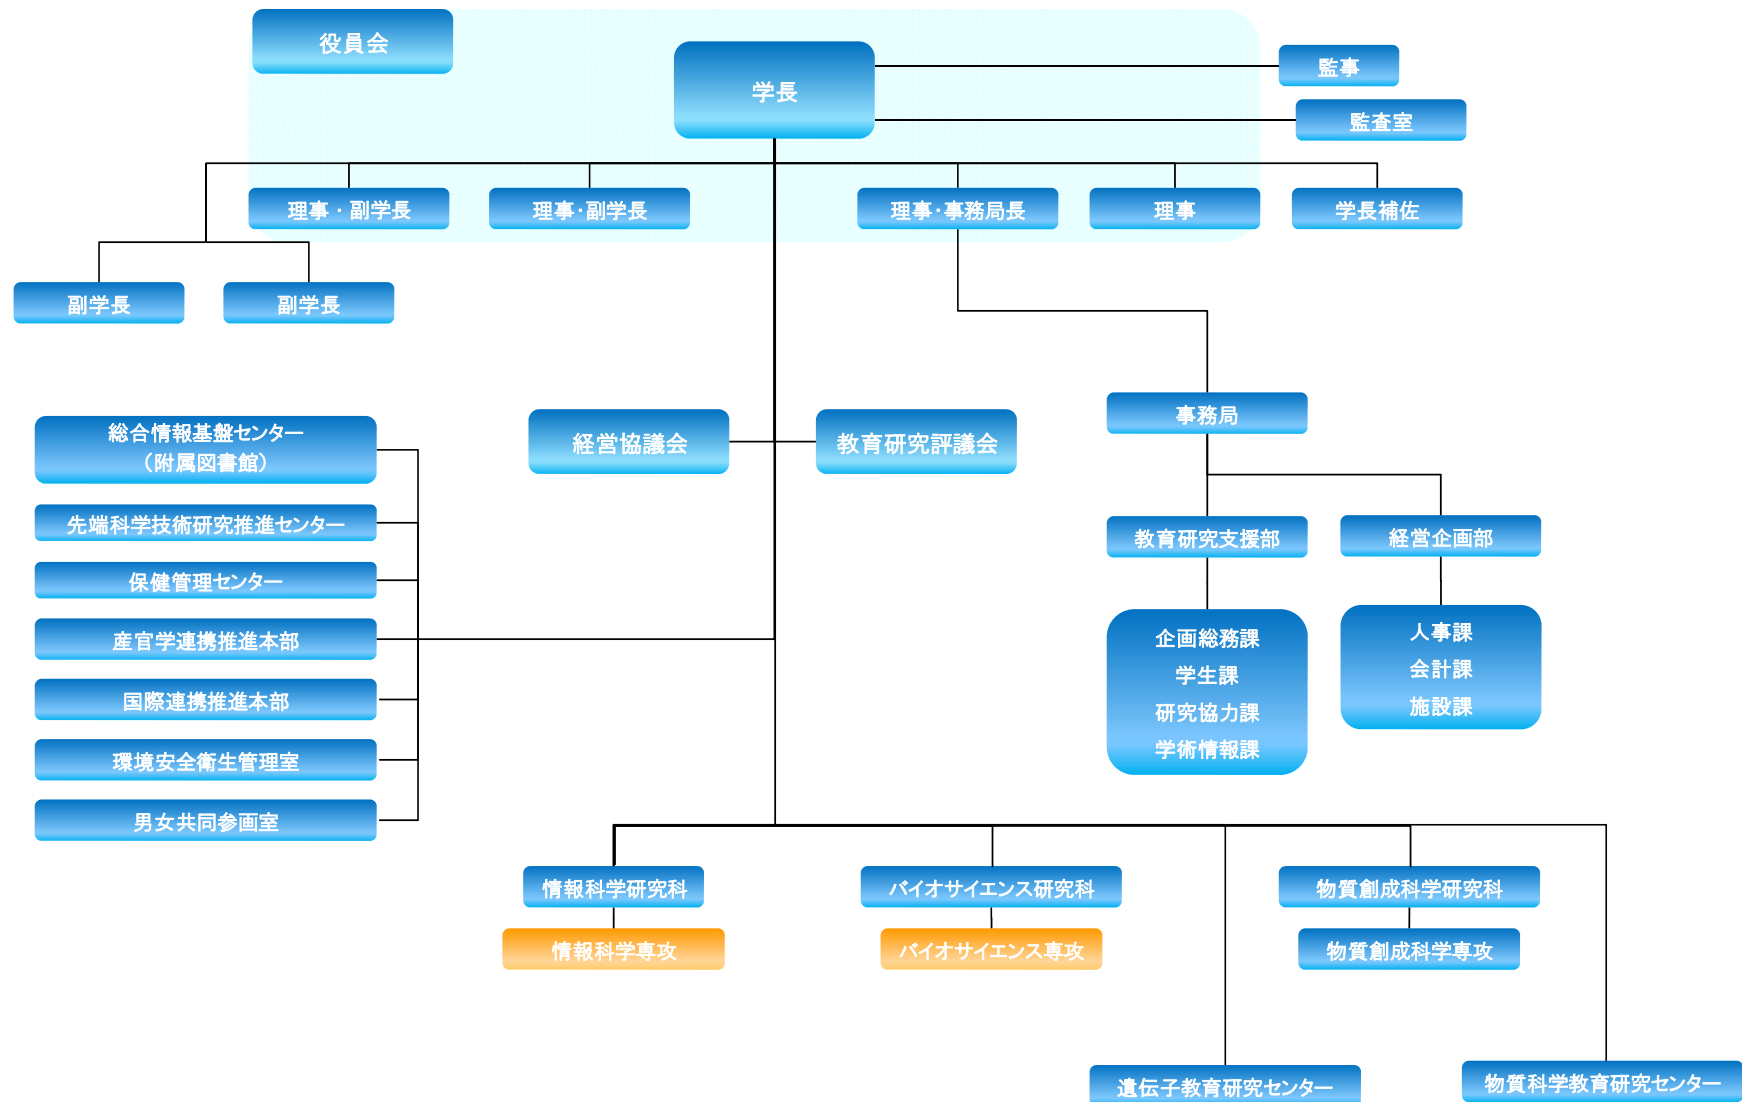 役員会
学長
監事
監査室
理事・副学長
理事・副学長
理事・事務局長
理事
学長補佐
副学長
副学長
経営協議会
教育研究評議会
事務局
総合情報基盤センター
（附属図書館）
先端科学技術研究推進センター
保健管理センター
産官学連携推進本部
国際連携推進本部
環境安全衛生管理室
男女共同参画室
教育研究支援部
経営企画部
企画総務課
学生課
研究協力課
学術情報課
人事課
会計課
施設課
情報科学研究科
バイオサイエンス研究科
物質創成科学研究科
情報科学専攻
バイオサイエンス専攻
物質創成科学専攻
遺伝子教育研究センター
物質科学教育研究センター